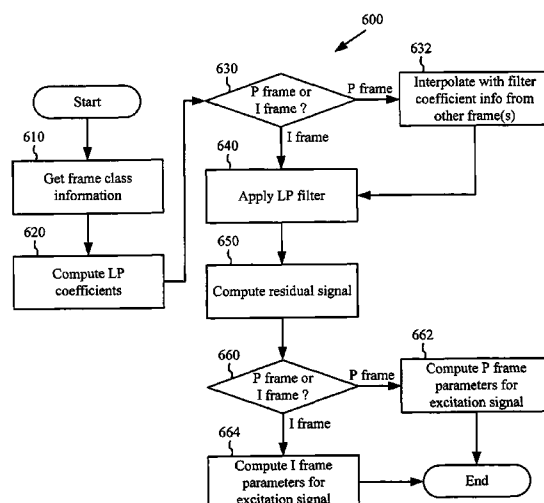 600
Start
610
Get frame class
information
620
Compute LP
coefficients
630
P frame or
I frame ?
P frame
I frame
632
Interpolate with filter
coefficient info from
other frame(s)
640
Apply LP filter
650
Compute residual signal
660
P frame or
I frame ?
P frame
I frame
662
Compute P frame
parameters for
excitation signal
664
Compute I frame
parameters for
excitation signal
End